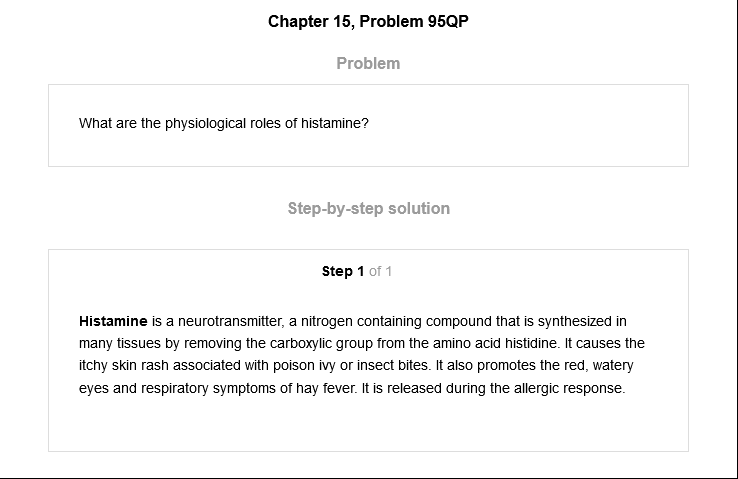 Chapter 15, Problem 95QP
Problem
What are the physiological roles of histamine?
Step-by-step solution
Step 1 of 1
Histamine is a neurotransmitter, a nitrogen containing compound that is synthesized in
many tissues by removing the carboxylic group from the amino acid histidine. It causes the
itchy skin rash associated with poison ivy or insect bites. It also promotes the red, watery
eyes and respiratory symptoms of hay fever. It is released during the allergic response.